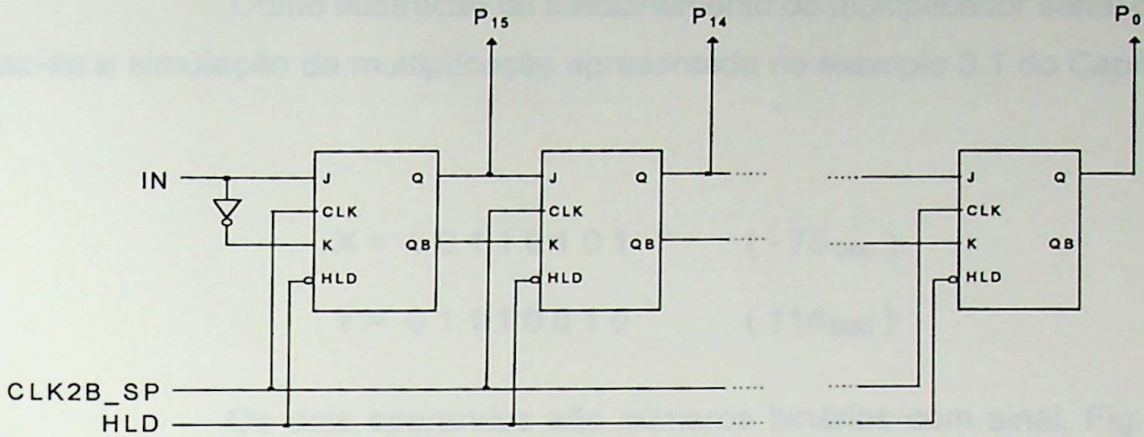 P15 P14 P0
IN
J Q J Q J Q
CLK CLK CLK
K QB K QB K QB
HLD HLD HLD
CLK2B_SP
HLD